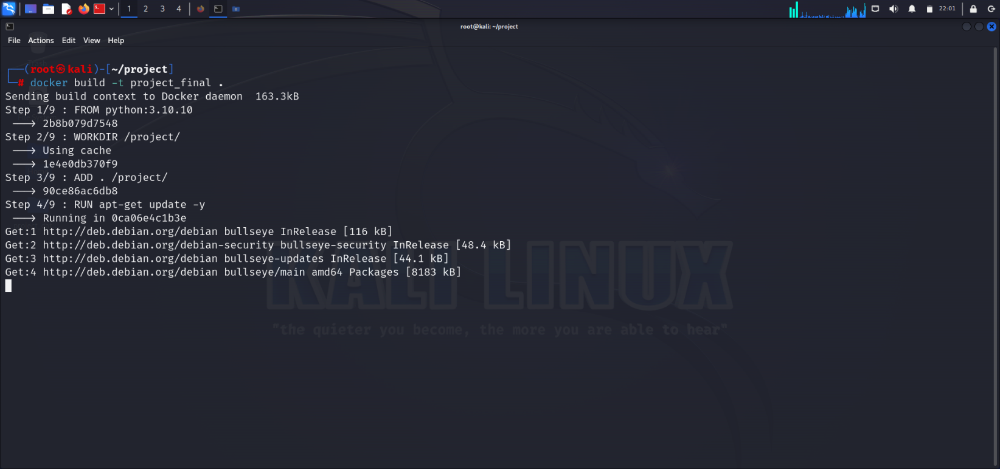 1 2 3 4 22:01
root@kali: ~/project
File Actions Edit View Help
┌──(root㉿kali)-[~/project]
└─# docker build -t project_final .
Sending build context to Docker daemon  163.3kB
Step 1/9 : FROM python:3.10.10
 ---> 2b8b079d7548
Step 2/9 : WORKDIR /project/
 ---> Using cache
 ---> 1e4e0db370f9
Step 3/9 : ADD . /project/
 ---> 90ce86ac6db8
Step 4/9 : RUN apt-get update -y
 ---> Running in 0ca06e4c1b3e
Get:1 http://deb.debian.org/debian bullseye InRelease [116 kB]
Get:2 http://deb.debian.org/debian-security bullseye-security InRelease [48.4 kB]
Get:3 http://deb.debian.org/debian bullseye-updates InRelease [44.1 kB]
Get:4 http://deb.debian.org/debian bullseye/main amd64 Packages [8183 kB]
KALI LINUX
"the quieter you become, the more you are able to hear"